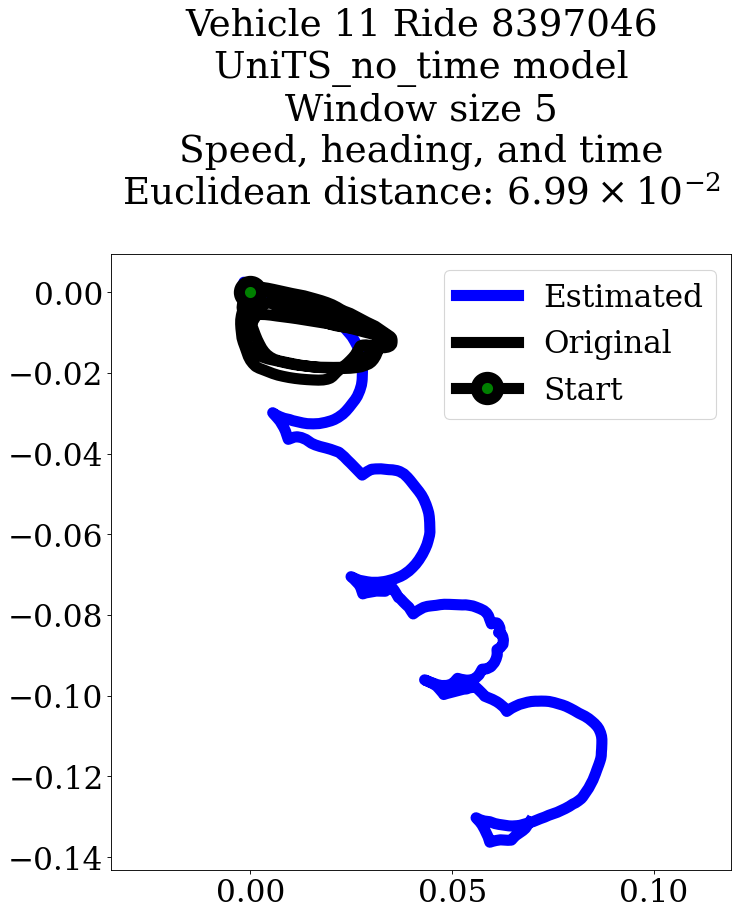 Vehicle 11 Ride 8397046
UniTS_no_time model
Window size 5
Speed, heading, and time
Euclidean distance: 6.99 × 10⁻²
Estimated
Original
Start
0.00
−0.02
−0.04
−0.06
−0.08
−0.10
−0.12
−0.14
0.00 0.05 0.10